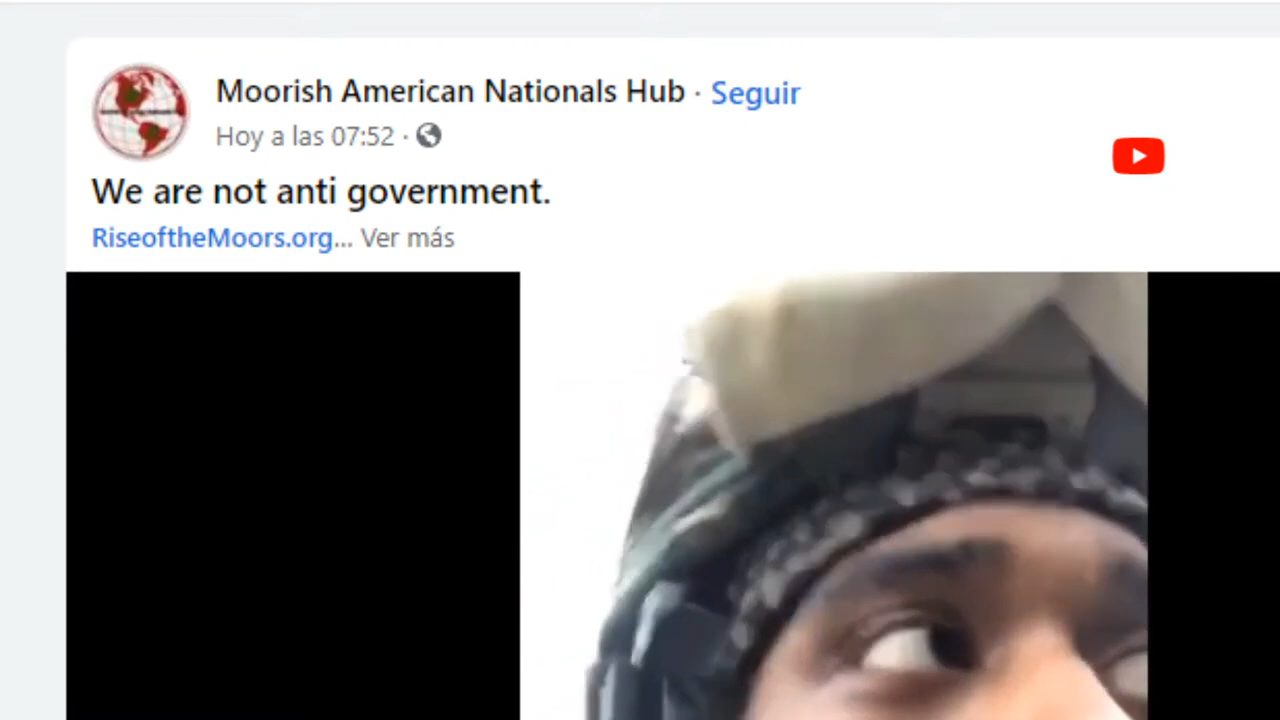 Moorish American Nationals Hub · Seguir
Hoy a las 07:52 ·
We are not anti government.
RiseoftheMoors.org... Ver más